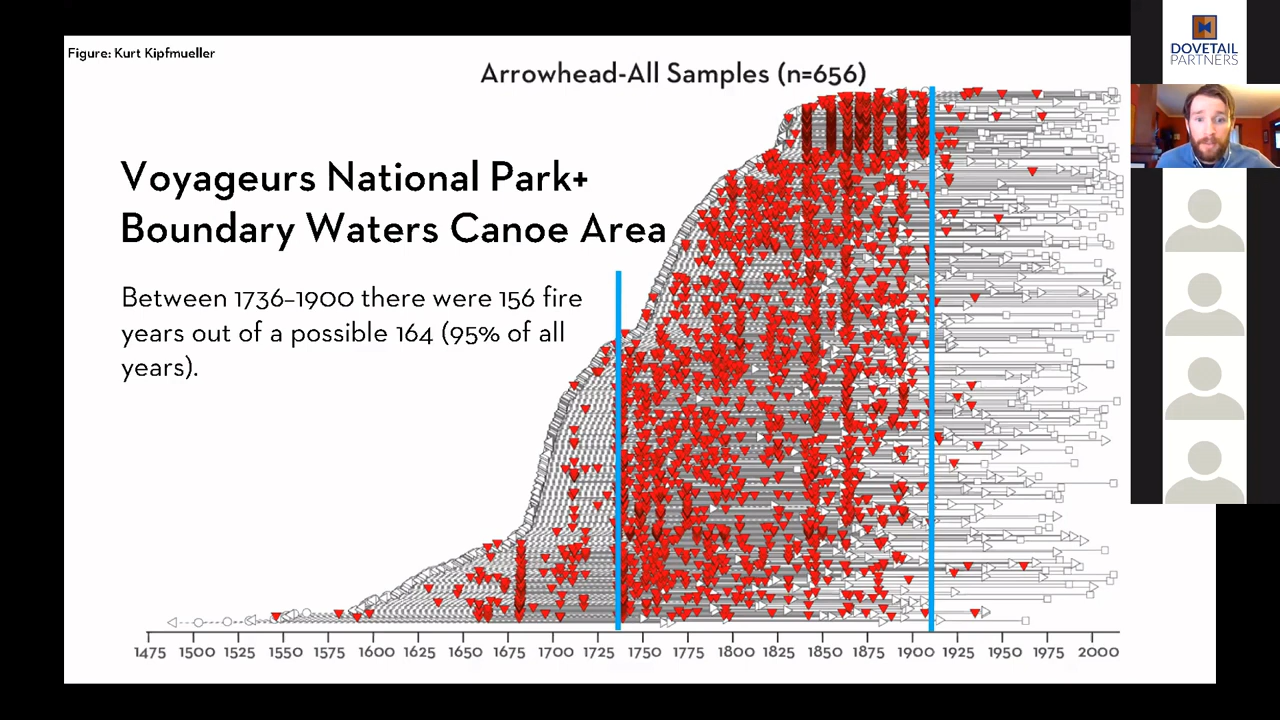 Figure: Kurt Kipfmueller
Arrowhead-All Samples (n=656)
DOVETAIL
PARTNERS
Voyageurs National Park+
Boundary Waters Canoe Area
Between 1736–1900 there were 156 fire
years out of a possible 164 (95% of all
years).
1475 1500 1525 1550 1575 1600 1625 1650 1675 1700 1725 1750 1775 1800 1825 1850 1875 1900 1925 1950 1975 2000